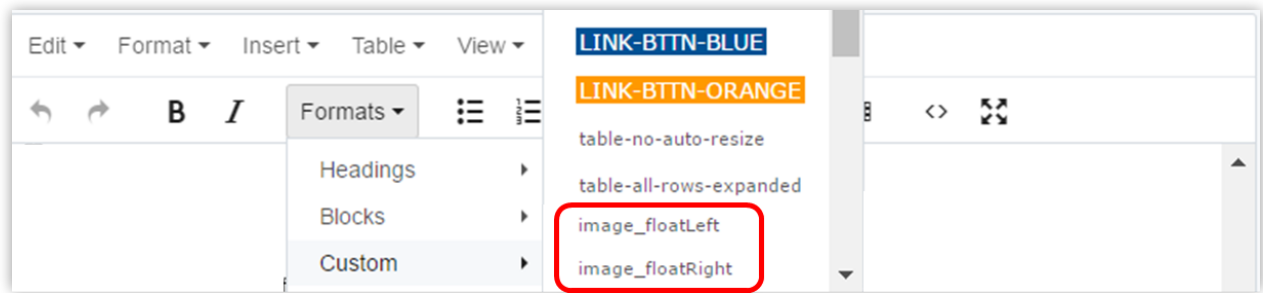 Edit Format Insert Table View
B I Formats
Headings
Blocks
Custom
LINK-BTTN-BLUE
LINK-BTTN-ORANGE
table-no-auto-resize
table-all-rows-expanded
image_floatLeft
image_floatRight